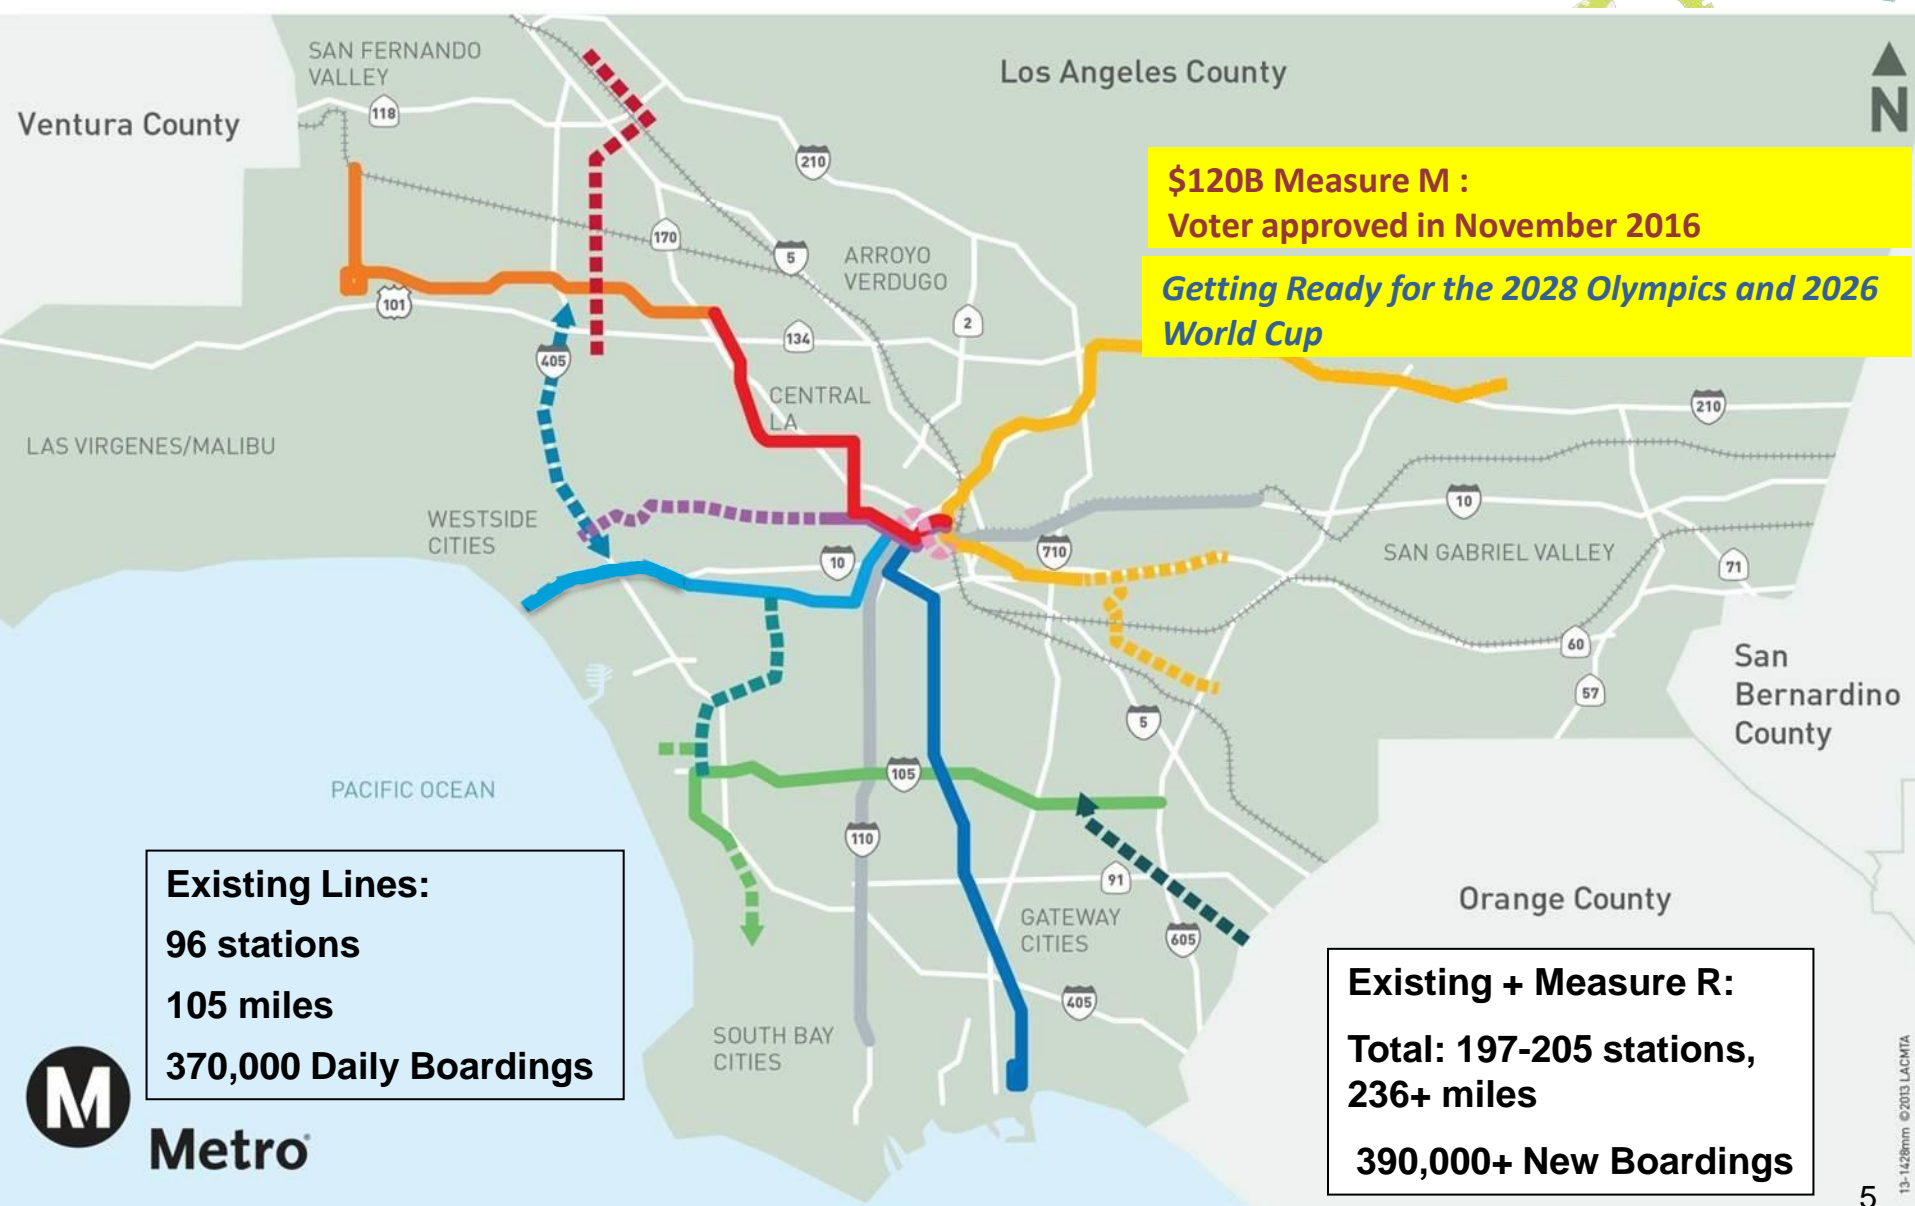 SAN FERNANDO
VALLEY
Los Angeles County
N
Ventura County
118
210
$120B Measure M :
Voter approved in November 2016
170
5
ARROYO
VERDUGO
Getting Ready for the 2028 Olympics and 2026
World Cup
101
134
2
405
CENTRAL
LA
210
LAS VIRGENES/MALIBU
10
WESTSIDE
CITIES
10
710
SAN GABRIEL VALLEY
71
60
San
Bernardino
County
57
5
PACIFIC OCEAN
105
110
91
Existing Lines:
96 stations
105 miles
370,000 Daily Boardings
GATEWAY
CITIES
605
Orange County
405
SOUTH BAY
CITIES
Existing + Measure R:
Total: 197-205 stations,
236+ miles
390,000+ New Boardings
M
Metro
13-1428mm ©2013 LACMTA
5